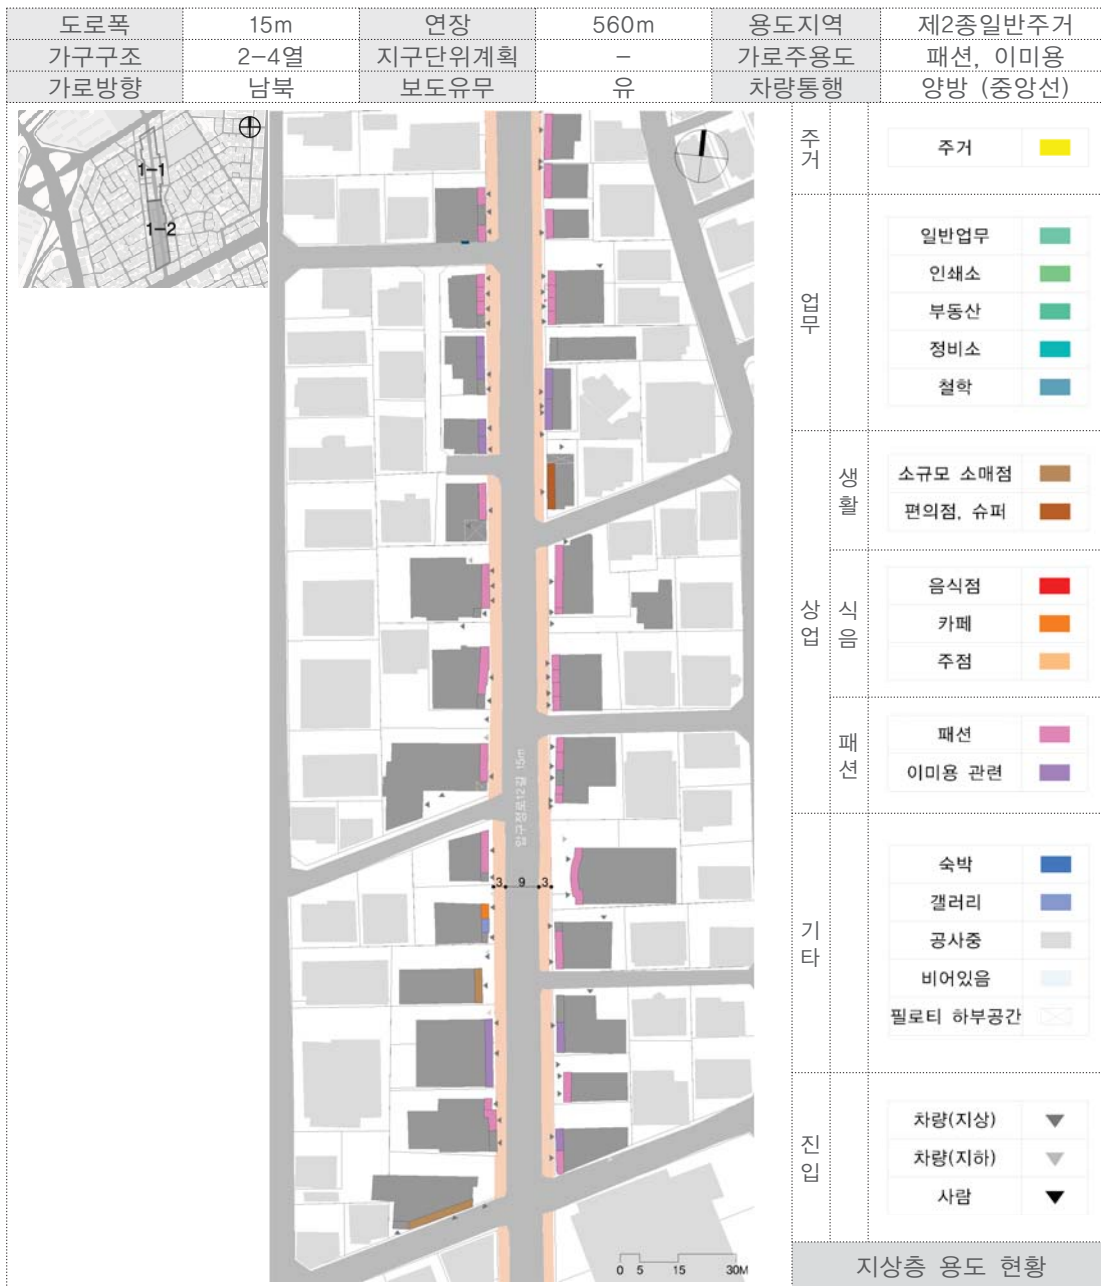 도로폭 15m 연장 560m 용도지역 제2종일반주거
가구구조 2-4열 지구단위계획 - 가로주용도 패션, 이미용
가로방향 남북 보도유무 유 차량통행 양방 (중앙선)
1-1
1-2
압구정로12길 15m
3 9 3
0 5 15 30M
주거
주거
업무
일반업무
인쇄소
부동산
정비소
철학
상업
생활
소규모 소매점
편의점, 슈퍼
식음
음식점
카페
주점
패션
패션
이미용 관련
기타
숙박
갤러리
공사중
비어있음
필로티 하부공간
진입
차량(지상)
차량(지하)
사람
지상층 용도 현황